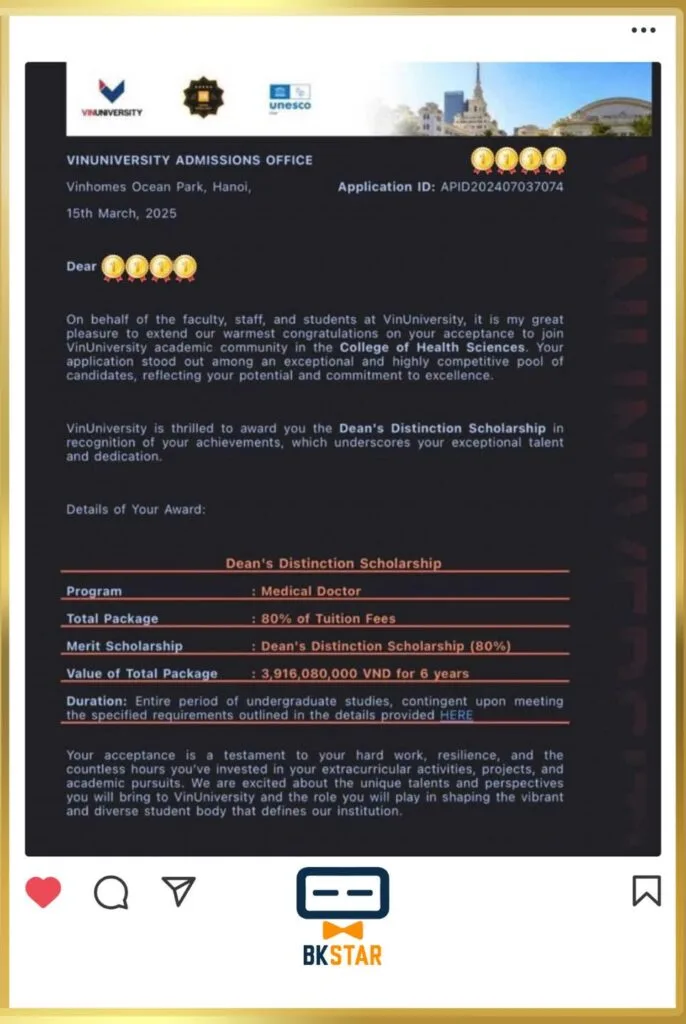 VINUNIVERSITY
unesco
VINUNIVERSITY ADMISSIONS OFFICE
Vinhomes Ocean Park, Hanoi,
Application ID: APID202407037074
15th March, 2025
Dear
On behalf of the faculty, staff, and students at VinUniversity, it is my great
pleasure to extend our warmest congratulations on your acceptance to join
VinUniversity academic community in the College of Health Sciences. Your
application stood out among an exceptional and highly competitive pool of
candidates, reflecting your potential and commitment to excellence.
VinUniversity is thrilled to award you the Dean's Distinction Scholarship in
recognition of your achievements, which underscores your exceptional talent
and dedication.
Details of Your Award:
Dean's Distinction Scholarship
Program : Medical Doctor
Total Package : 80% of Tuition Fees
Merit Scholarship : Dean's Distinction Scholarship (80%)
Value of Total Package : 3,916,080,000 VND for 6 years
Duration: Entire period of undergraduate studies, contingent upon meeting
the specified requirements outlined in the details provided HERE
Your acceptance is a testament to your hard work, resilience, and the
countless hours you've invested in your extracurricular activities, projects, and
academic pursuits. We are excited about the unique talents and perspectives
you will bring to VinUniversity and the role you will play in shaping the vibrant
and diverse student body that defines our institution.
VINUNIVERSITY
BKSTAR